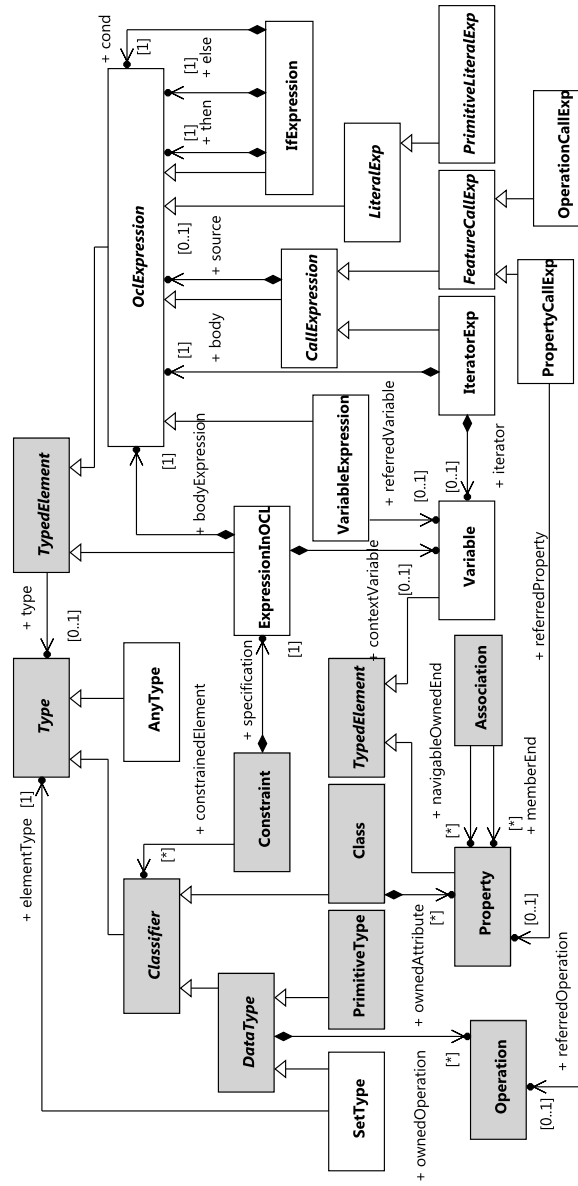 + elementType
[1]
Type
+ type
[0..1]
TypedElement
AnyType
Classifier
+ constrainedElement
[*]
+ specification
[1]
ExpressionInOCL
+ bodyExpression
[1]
OclExpression
+ cond
[1]
[1]
+ else
[1]
+ then
IfExpression
[0..1]
+ source
[1]
+ body
DataType
Constraint
VariableExpression
CallExpression
LiteralExp
SetType
PrimitiveType
Class
TypedElement
+ contextVariable
[0..1]
+ referredVariable
[0..1]
[0..1]
+ iterator
IteratorExp
FeatureCallExp
PrimitiveLiteralExp
+ ownedOperation
[*]
+ ownedAttribute
[*]
+ navigableOwnedEnd
[*]
Association
Variable
[*]
+ memberEnd
Operation
Property
[0..1]
+ referredProperty
PropertyCallExp
OperationCallExp
[0..1]
+ referredOperation